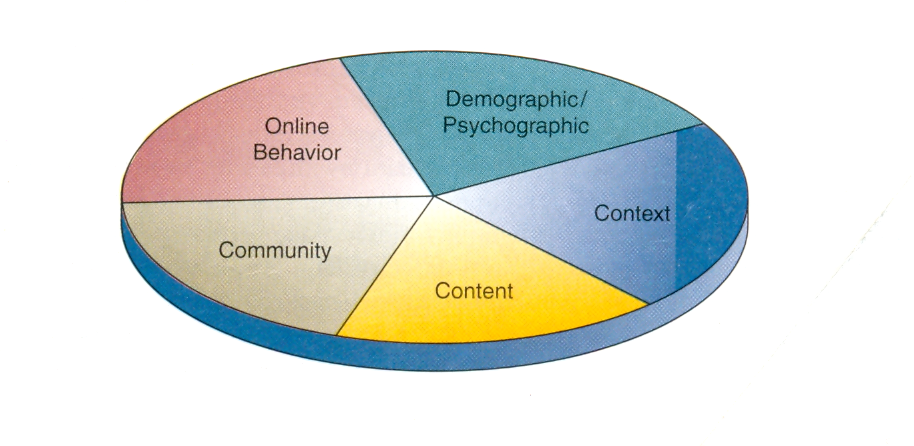 Demographic/
Psychographic
Online
Behavior
Context
Community
Content